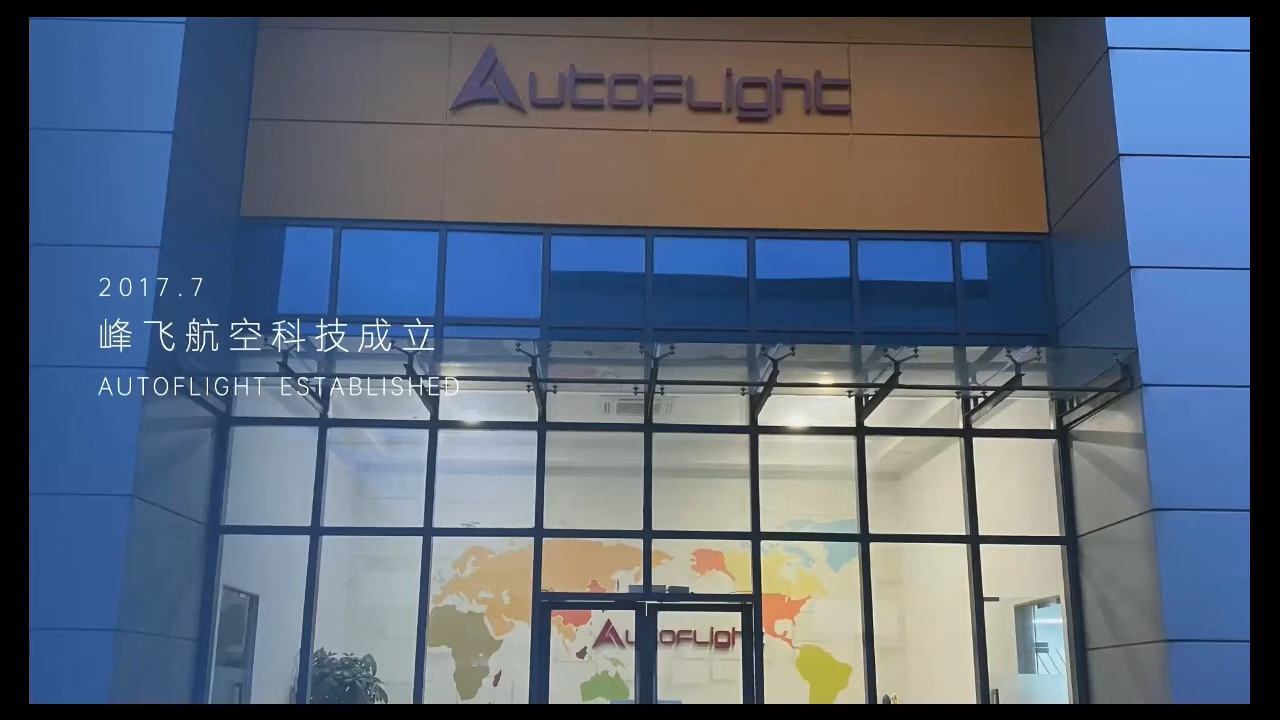 Autoflight
2017.7
峰飞航空科技成立
AUTOFLIGHT ESTABLISHED
Autoflight